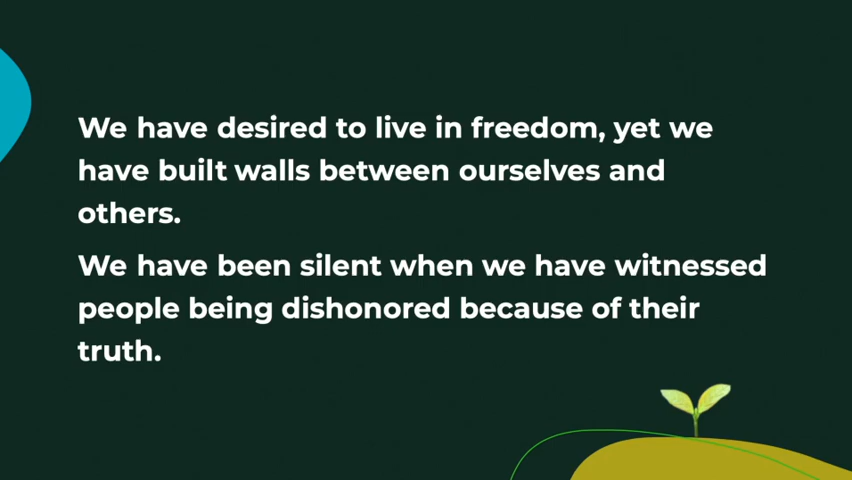 We have desired to live in freedom, yet we
have built walls between ourselves and
others.
We have been silent when we have witnessed
people being dishonored because of their
truth.